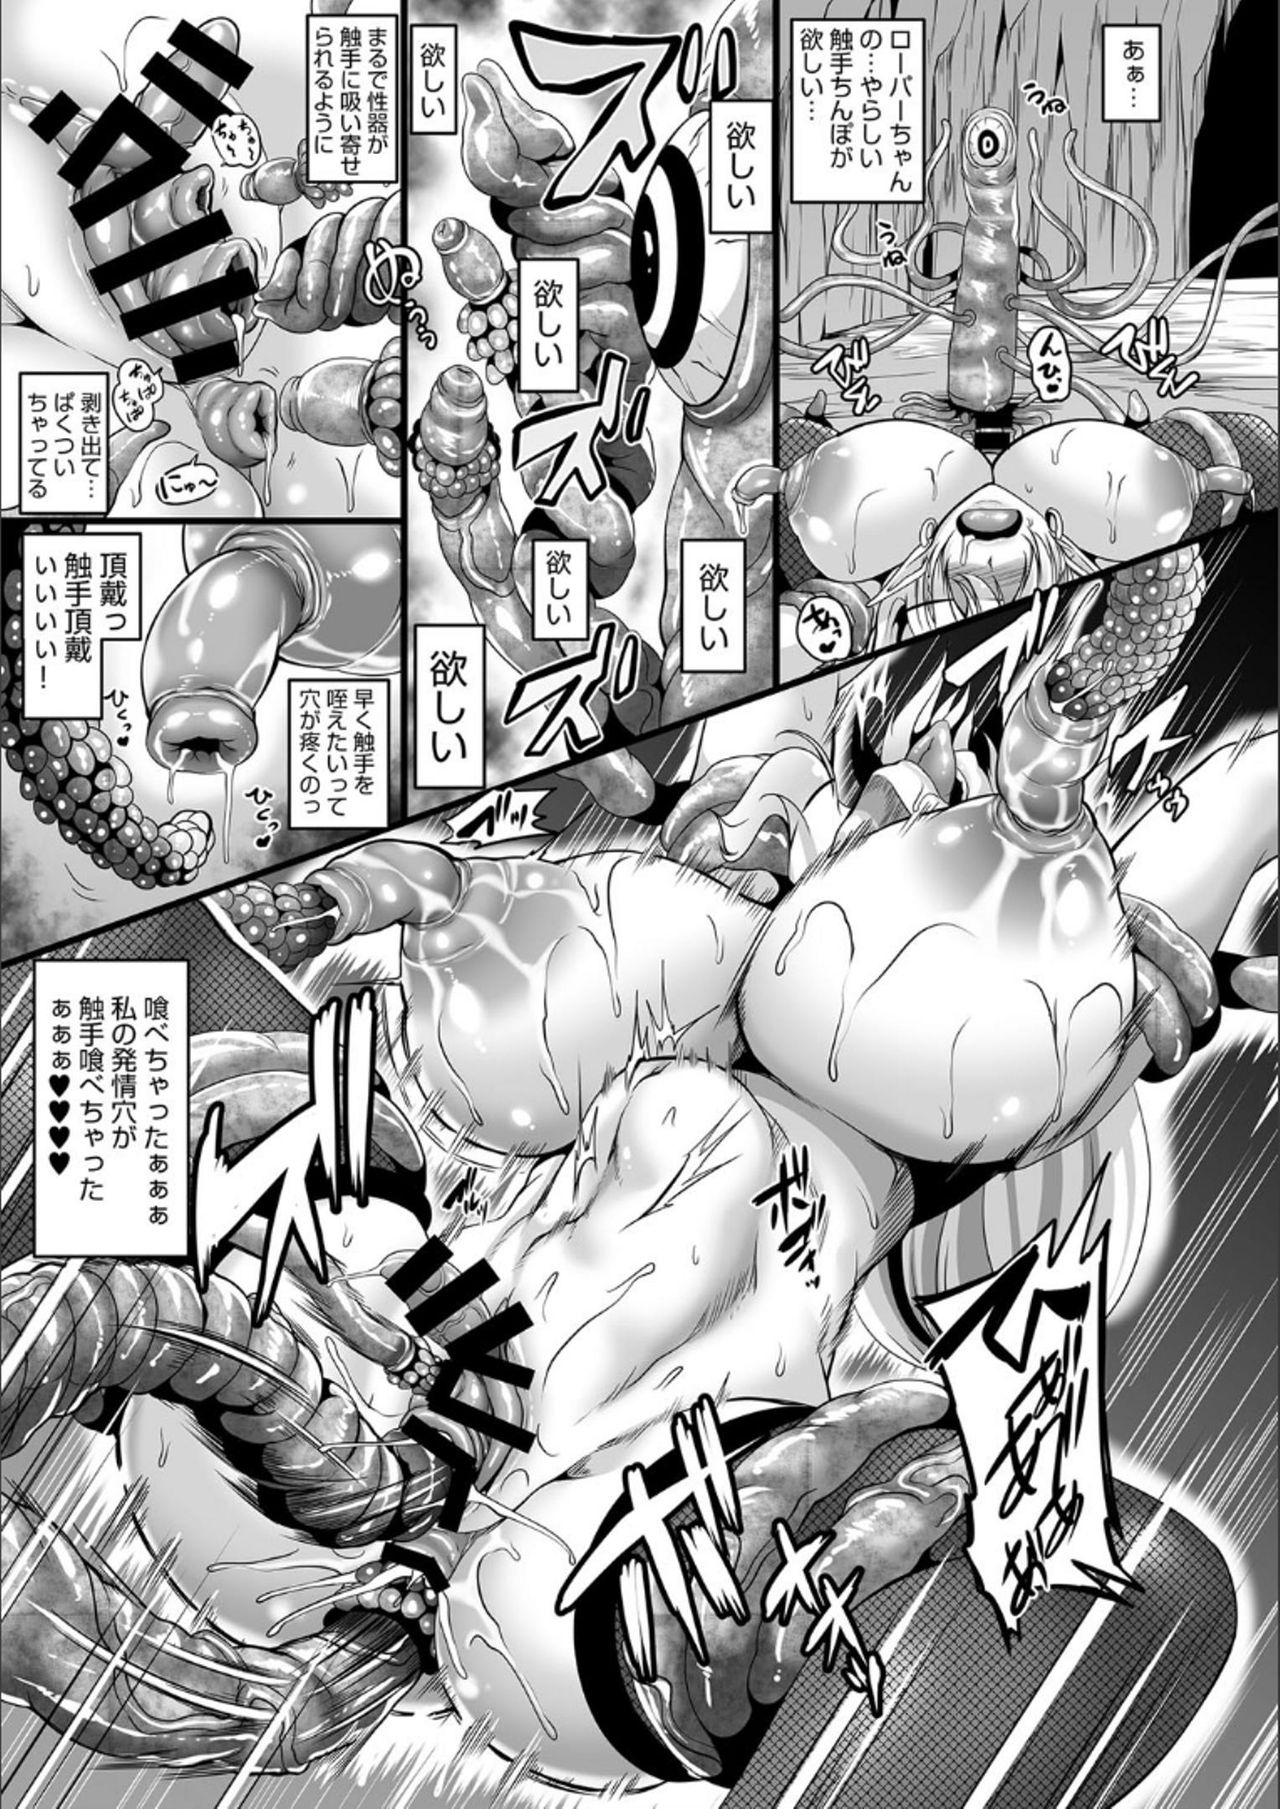 あぁ…
ローパーちゃん
の…やらしい
触手ちんぽが
欲しい…
うね
うね
んひ
欲しい
欲しい
欲しい
欲しい
欲しい
欲しい
まるで性器が
触手に吸い寄せ
られるように
ぬ
剥き出て…
ぱくつい
ちゃってる
にゅ～
早く触手を
咥えたいいって
穴が疼くのっ
頂戴っ
触手頂戴
いいいい！
ひくっ♥
ひくっ♥
喰べちゃったぁぁぁぁ
私の発情穴が
触手喰べちゃった
ぁぁぁ♥♥♥♥